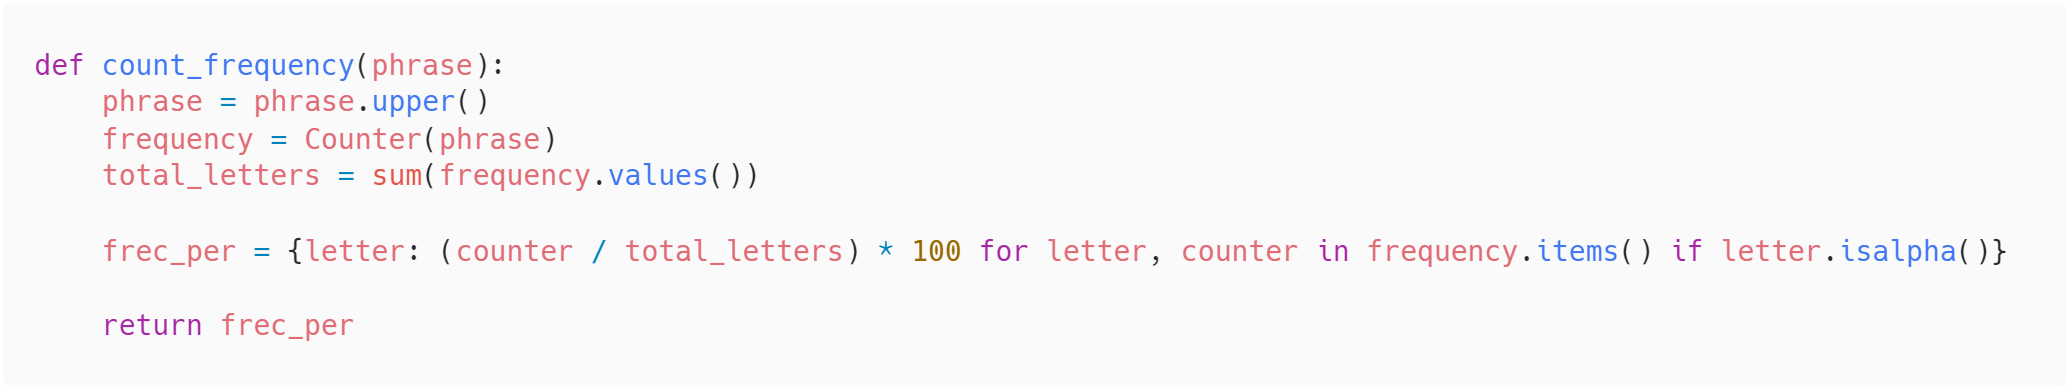 def count_frequency(phrase):
    phrase = phrase.upper()
    frequency = Counter(phrase)
    total_letters = sum(frequency.values())

    frec_per = {letter: (counter / total_letters) * 100 for letter, counter in frequency.items() if letter.isalpha()}

    return frec_per